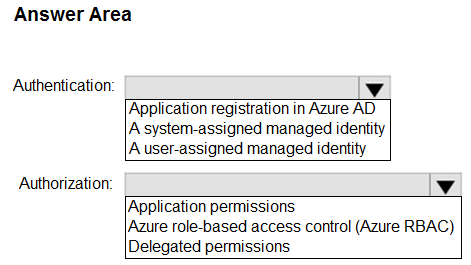 Answer Area
Authentication:
Application registration in Azure AD
A system-assigned managed identity
A user-assigned managed identity
Authorization:
Application permissions
Azure role-based access control (Azure RBAC)
Delegated permissions